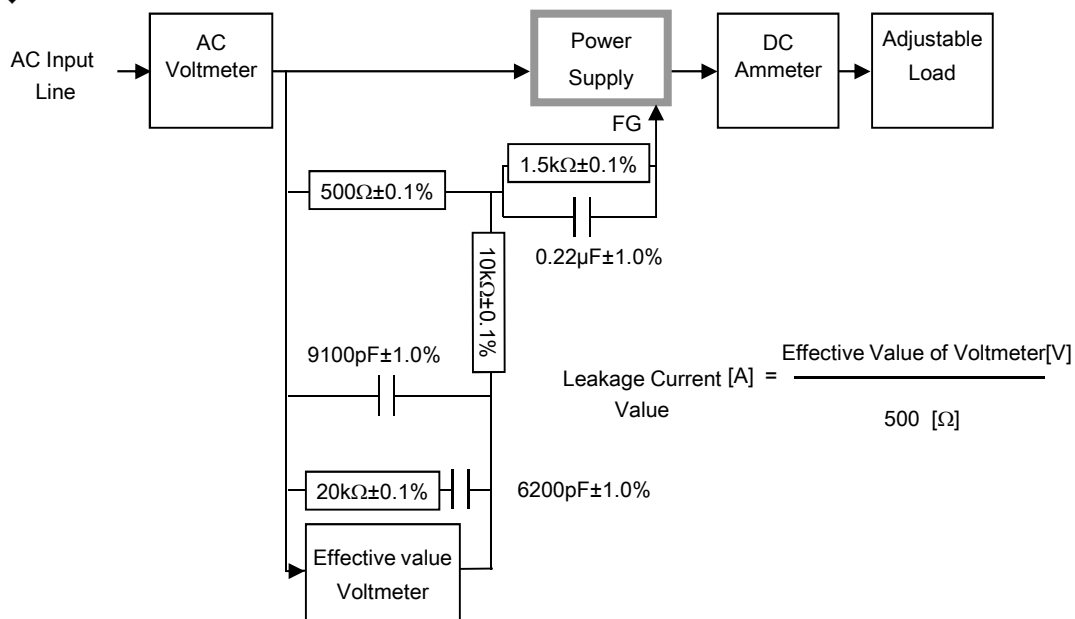 AC Input
Line
AC
Voltmeter
Power
Supply
DC
Ammeter
Adjustable
Load
FG
1.5kΩ±0.1%
500Ω±0.1%
0.22µF±1.0%
10kΩ±0.1%
9100pF±1.0%
Leakage Current [A] = Effective Value of Voltmeter[V]
Value
500 [Ω]
20kΩ±0.1%
6200pF±1.0%
Effective value
Voltmeter